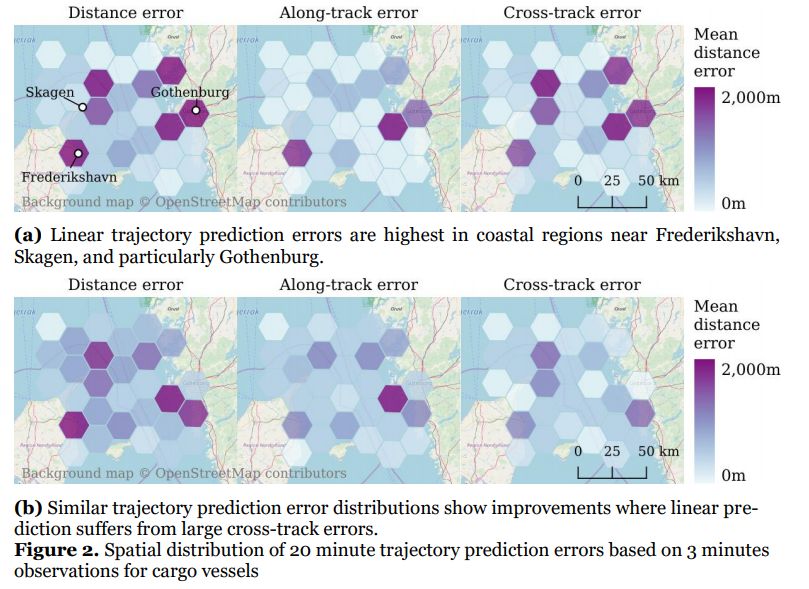 Distance error Along-track error Cross-track error
Mean
distance
error
Skagen
Gothenburg
2,000m
Frederikshavn
0 25 50 km
0m
Background map © OpenStreetMap contributors
(a) Linear trajectory prediction errors are highest in coastal regions near Frederikshavn,
Skagen, and particularly Gothenburg.
Distance error Along-track error Cross-track error
Mean
distance
error
2,000m
0 25 50 km
0m
Background map © OpenStreetMap contributors
(b) Similar trajectory prediction error distributions show improvements where linear pre-
diction suffers from large cross-track errors.
Figure 2. Spatial distribution of 20 minute trajectory prediction errors based on 3 minutes
observations for cargo vessels